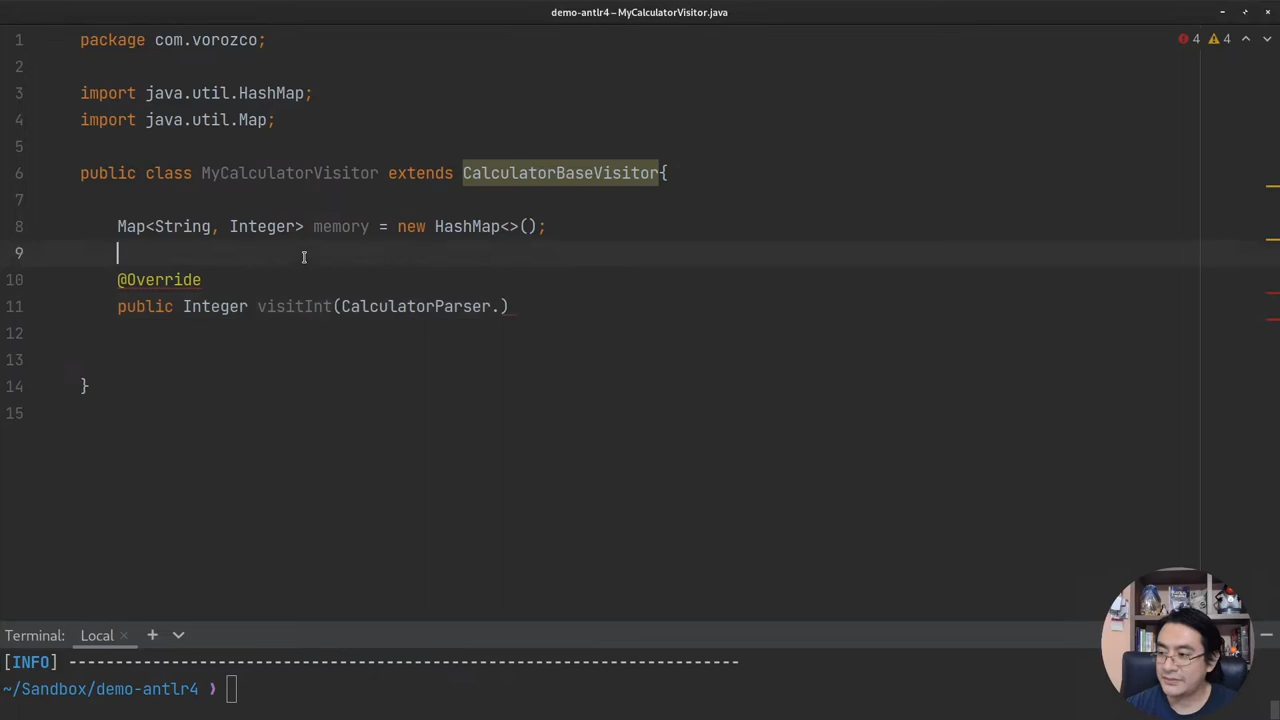 demo-antlr4 – MyCalculatorVisitor.java
1 package com.vorozco;
4 4
2
3 import java.util.HashMap;
4 import java.util.Map;
5
6 public class MyCalculatorVisitor extends CalculatorBaseVisitor{
7
8 Map<String, Integer> memory = new HashMap<>();
9
10 @Override
11 public Integer visitInt(CalculatorParser.)
12
13
14 }
15
Terminal: Local × +
[INFO] ------------------------------------------------------------------------
~/Sandbox/demo-antlr4 ❯